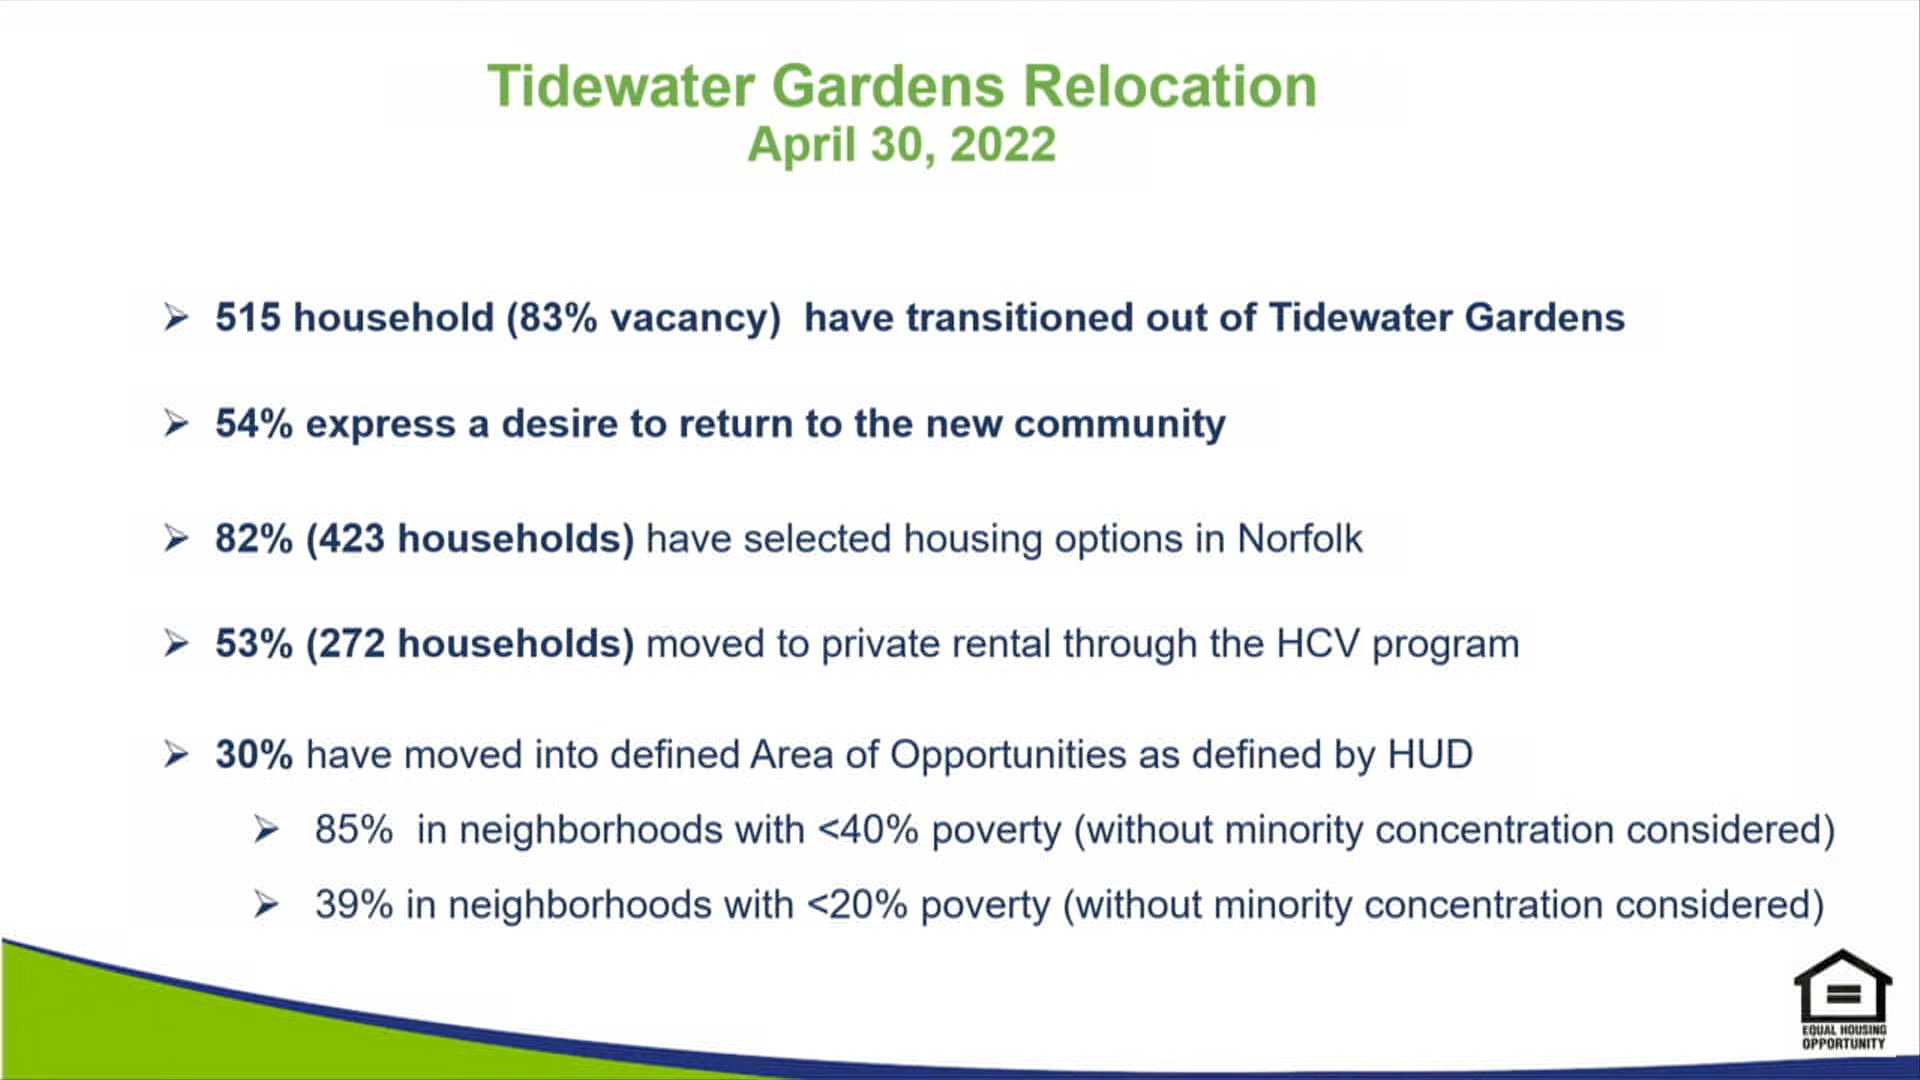 Tidewater Gardens Relocation
April 30, 2022
515 household (83% vacancy) have transitioned out of Tidewater Gardens
54% express a desire to return to the new community
82% (423 households) have selected housing options in Norfolk
53% (272 households) moved to private rental through the HCV program
30% have moved into defined Area of Opportunities as defined by HUD
85% in neighborhoods with <40% poverty (without minority concentration considered)
39% in neighborhoods with <20% poverty (without minority concentration considered)
EQUAL HOUSING
OPPORTUNITY